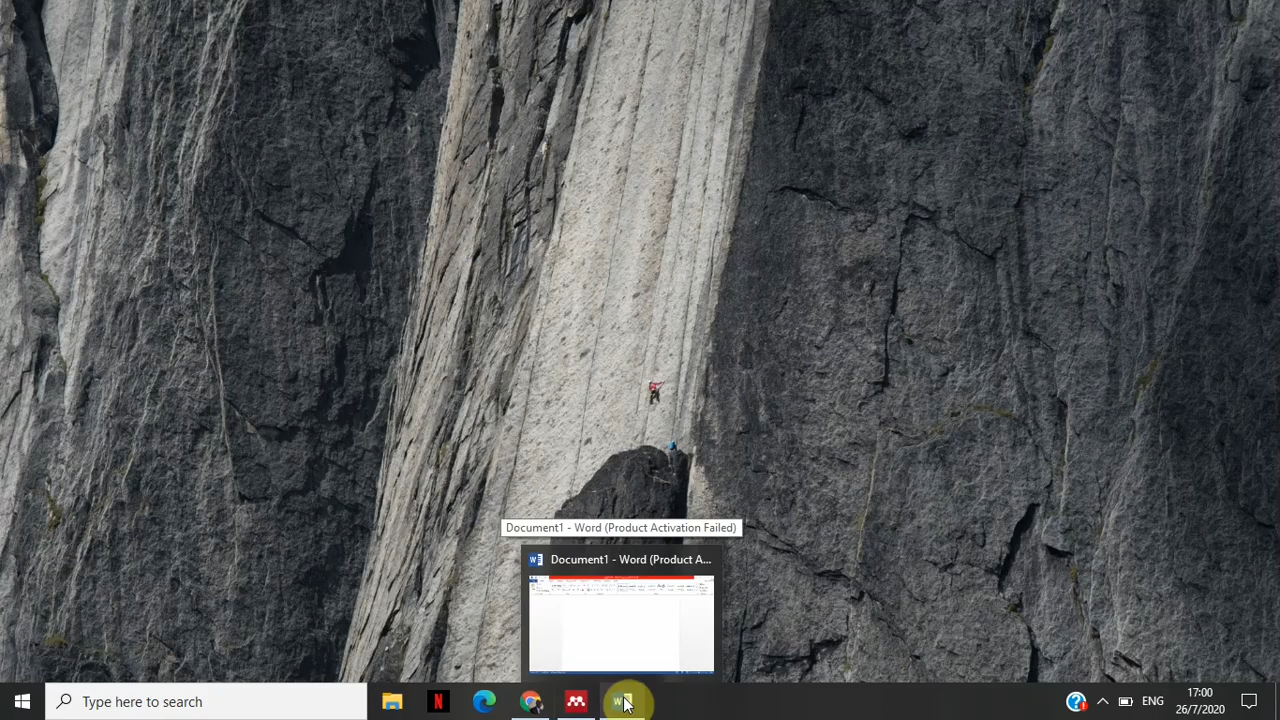 Document1 - Word (Product Activation Failed)
Document1 - Word (Product A...
Type here to search
ENG
17:00
26/7/2020